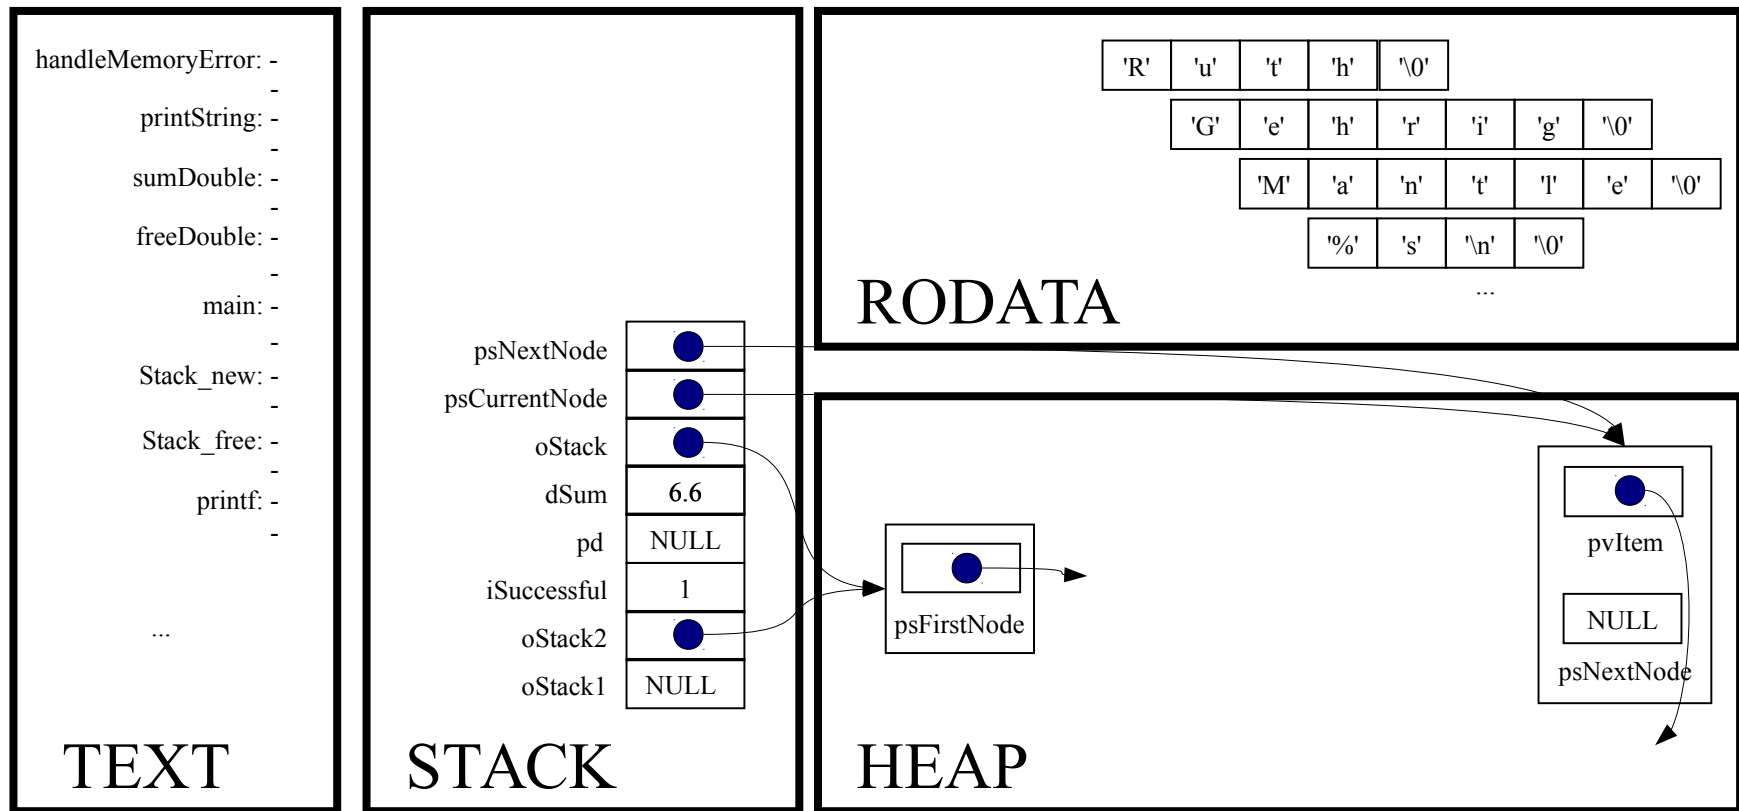 handleMemoryError: -
-
printString: -
-
sumDouble: -
-
freeDouble: -
-
main: -
-
Stack_new: -
-
Stack_free: -
-
printf: -
-
...
TEXT
psNextNode
psCurrentNode
oStack
dSum 6.6
pd NULL
iSuccessful 1
oStack2
oStack1 NULL
STACK
'R' 'u' 't' 'h' '\0'
'G' 'e' 'h' 'r' 'i' 'g' '\0'
'M' 'a' 'n' 't' 'l' 'e' '\0'
'%' 's' '\n' '\0'
...
RODATA
psFirstNode
pvItem
NULL
psNextNode
HEAP